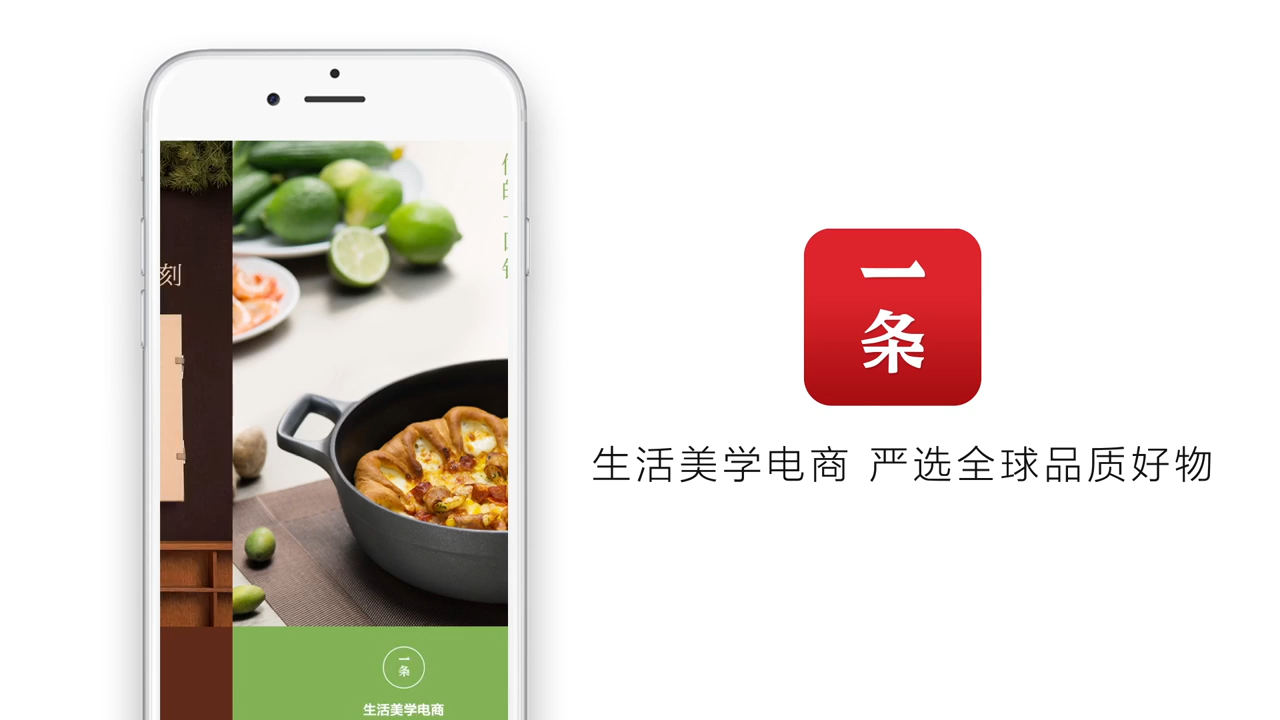 刻
一
条
生活美学电商 严选全球品质好物
一
条
生活美学电商